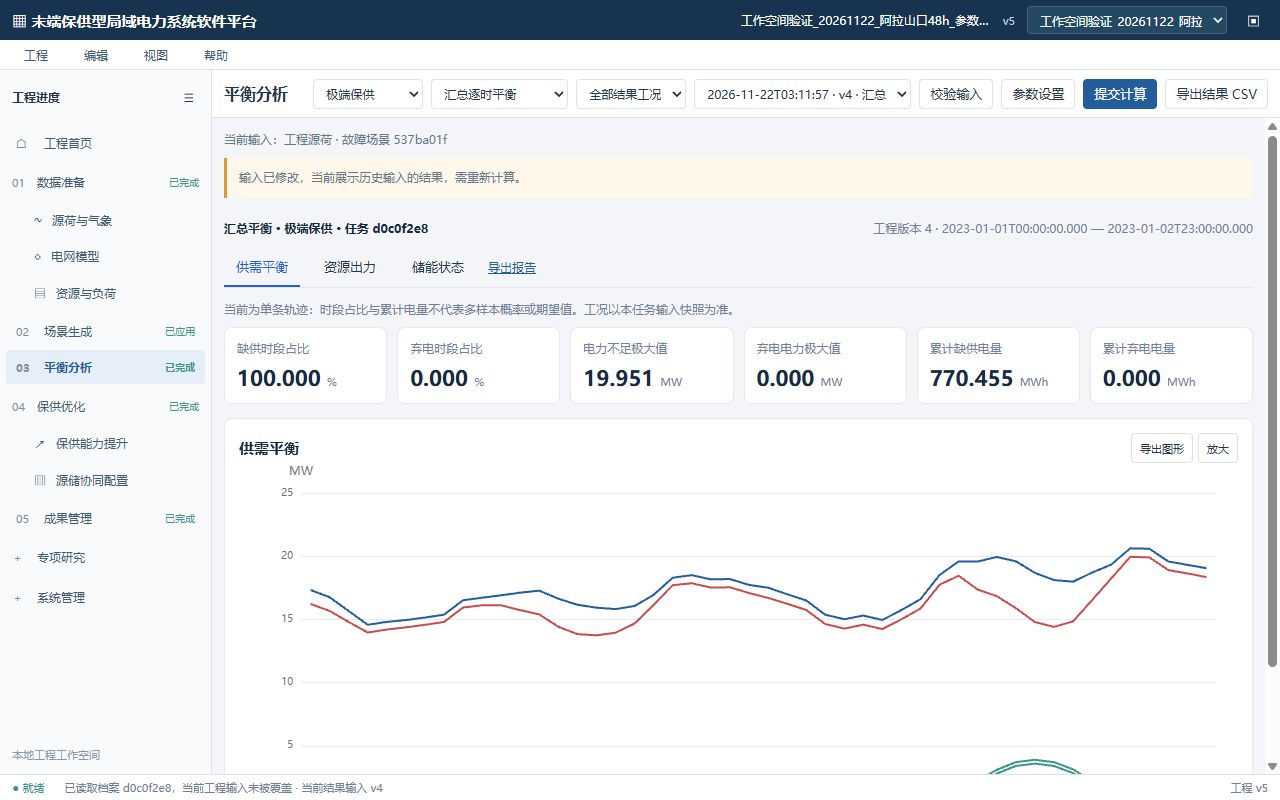 末端保供型局域电力系统软件平台
工作空间验证_20261122_阿拉山口48h_参数... v5 工作空间验证_20261122_阿拉
工程 编辑 视图 帮助
工程进度
工程首页
01 数据准备 已完成
源荷与气象
电网模型
资源与负荷
02 场景生成 已应用
03 平衡分析 已完成
04 保供优化 已完成
保供能力提升
源储协同配置
05 成果管理 已完成
+ 专项研究
+ 系统管理
本地工程工作空间
平衡分析 极端保供 汇总逐时平衡 全部结果工况 2026-11-22T03:11:57 · v4 · 汇总 校验输入 参数设置 提交计算 导出结果 CSV
当前输入：工程源荷 · 故障场景 537ba01f
输入已修改，当前展示历史输入的结果，需重新计算。
汇总平衡 • 极端保供 • 任务 d0c0f2e8 工程版本 4 · 2023-01-01T00:00:00.000 — 2023-01-02T23:00:00.000
供需平衡 资源出力 储能状态 导出报告
当前为单条轨迹：时段占比与累计电量不代表多样本概率或期望值。工况以本任务输入快照为准。
缺供时段占比 弃电时段占比 电力不足极大值 弃电电力极大值 累计缺供电量 累计弃电电量
100.000 % 0.000 % 19.951 MW 0.000 MW 770.455 MWh 0.000 MWh
供需平衡 导出图形 放大
MW
25
20
15
10
5
就绪 已读取档案 d0c0f2e8，当前工程输入未被覆盖 · 当前结果输入 v4 工程 v5